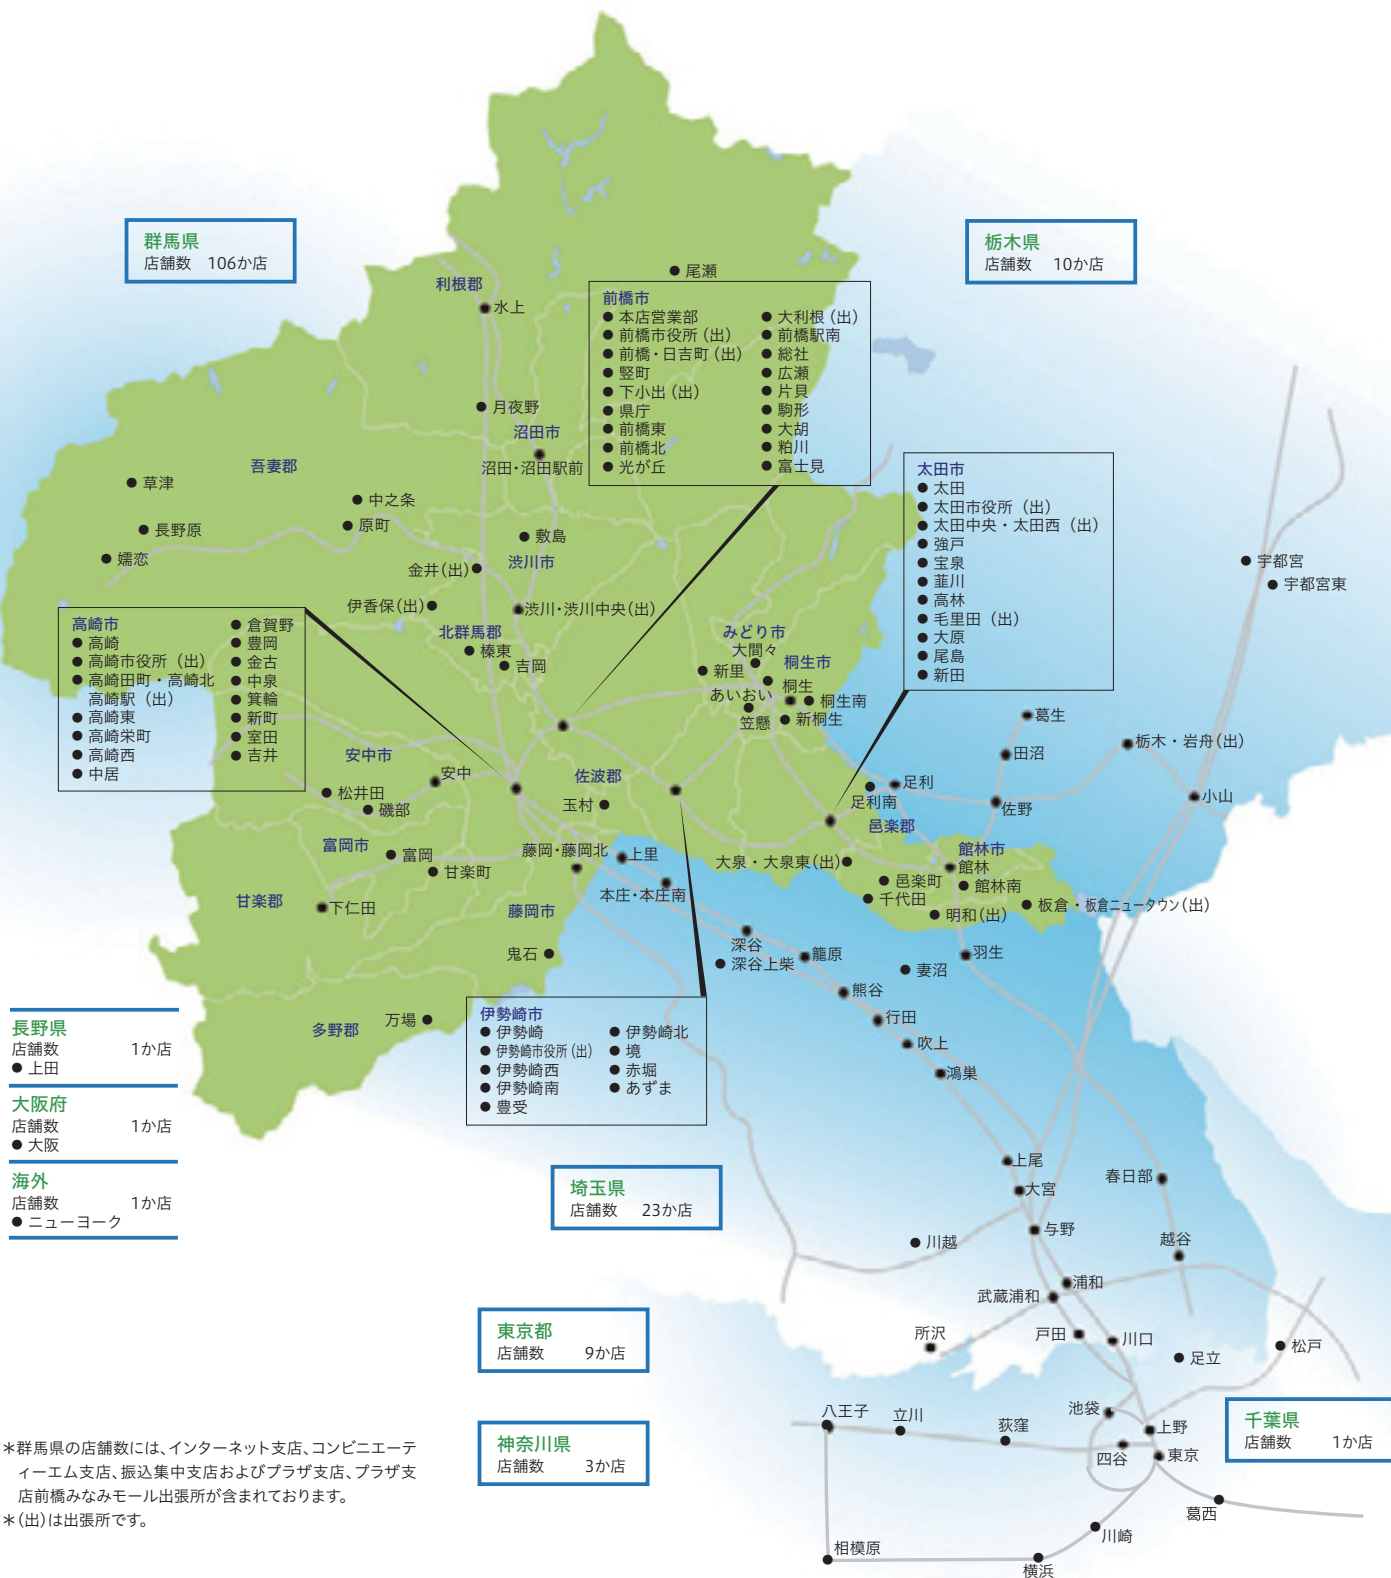 群馬県
店舗数 106か店
栃木県
店舗数 10か店
尾瀬
利根郡
水上
前橋市
本店営業部
前橋市役所（出）
前橋・日吉町（出）
竪町
下小出（出）
県庁
前橋東
前橋北
光が丘
大利根（出）
前橋駅南
総社
広瀬
片貝
駒形
大胡
粕川
富士見
月夜野
沼田市
沼田・沼田駅前
吾妻郡
草津
中之条
長野原
原町
嬬恋
敷島
渋川市
金井（出）
伊香保（出）
渋川・渋川中央（出）
北群馬郡
榛東
吉岡
太田市
太田
太田市役所（出）
太田中央・太田西（出）
強戸
宝泉
韮川
高林
毛里田（出）
大原
尾島
新田
宇都宮
宇都宮東
高崎市
高崎
高崎市役所（出）
高崎田町・高崎北
高崎駅（出）
高崎東
高崎栄町
高崎西
中居
倉賀野
豊岡
金古
中泉
箕輪
新町
室田
吉井
みどり市
大間々
桐生市
新里
あいおい
桐生
桐生南
笠懸
新桐生
葛生
田沼
栃木・岩舟（出）
足利
足利南
佐野
小山
安中市
安中
松井田
磯部
佐波郡
玉村
邑楽郡
館林市
館林
館林南
大泉・大泉東（出）
邑楽町
千代田
明和（出）
板倉・板倉ニュータウン（出）
富岡市
富岡
甘楽町
甘楽郡
下仁田
藤岡・藤岡北
上里
本庄・本庄南
藤岡市
鬼石
深谷
深谷上柴
籠原
妻沼
羽生
熊谷
行田
吹上
鴻巣
多野郡
万場
伊勢崎市
伊勢崎
伊勢崎市役所（出）
伊勢崎西
伊勢崎南
豊受
伊勢崎北
境
赤堀
あずま
長野県
店舗数 1か店
上田
大阪府
店舗数 1か店
大阪
海外
店舗数 1か店
ニューヨーク
埼玉県
店舗数 23か店
上尾
大宮
春日部
与野
川越
越谷
浦和
武蔵浦和
所沢
戸田
川口
足立
松戸
東京都
店舗数 9か店
神奈川県
店舗数 3か店
千葉県
店舗数 1か店
八王子
立川
荻窪
池袋
上野
四谷
東京
葛西
川崎
相模原
横浜
＊群馬県の店舗数には、インターネット支店、コンビニエーテ
ィーエム支店、振込集中支店およびプラザ支店、プラザ支
店前橋みなみモール出張所が含まれております。
＊（出）は出張所です。